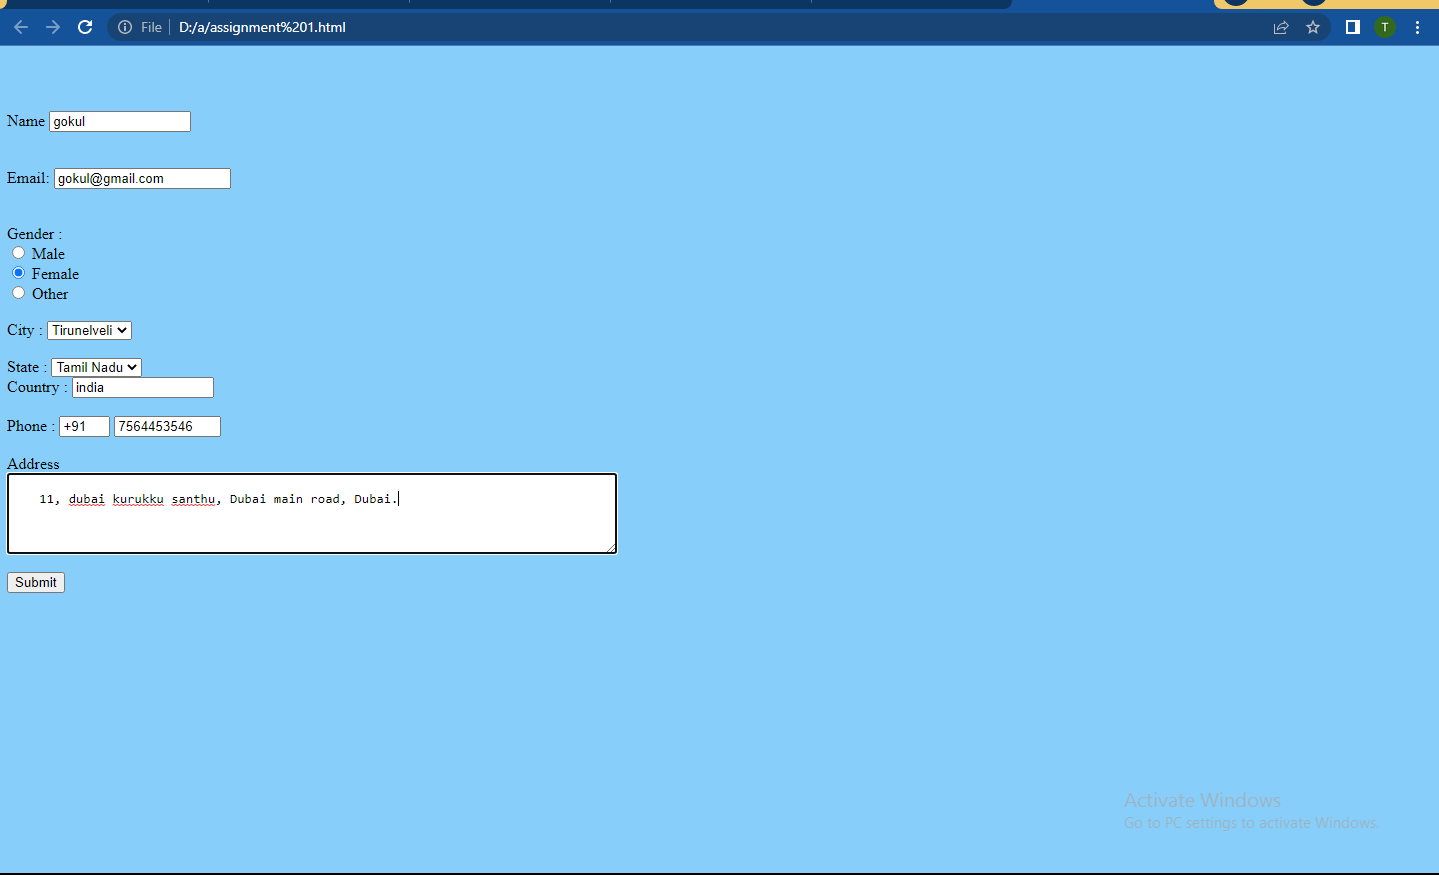 File D:/a/assignment%201.html
T
Name gokul
Email: gokul@gmail.com
Gender :
Male
Female
Other
City : Tirunelveli
State : Tamil Nadu
Country : india
Phone : +91 7564453546
Address
11, dubai kurukku santhu, Dubai main road, Dubai.
Submit
Activate Windows
Go to PC settings to activate Windows.